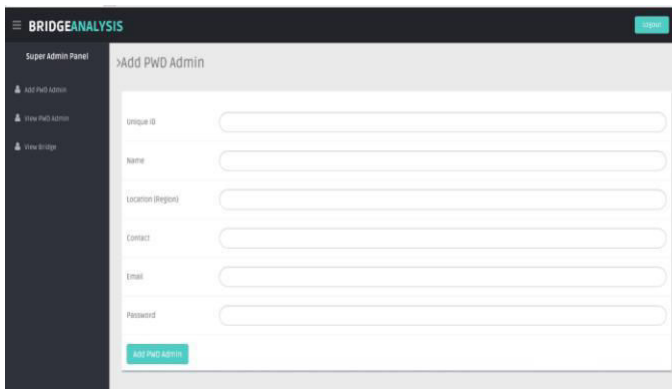 BRIDGEANALYSIS
Logout
Super Admin Panel
Add PWD Admin
View PWD Admin
View Bridge
>Add PWD Admin
Unique ID
Name
Location (Region)
Contact
Email
Password
Add PWD Admin